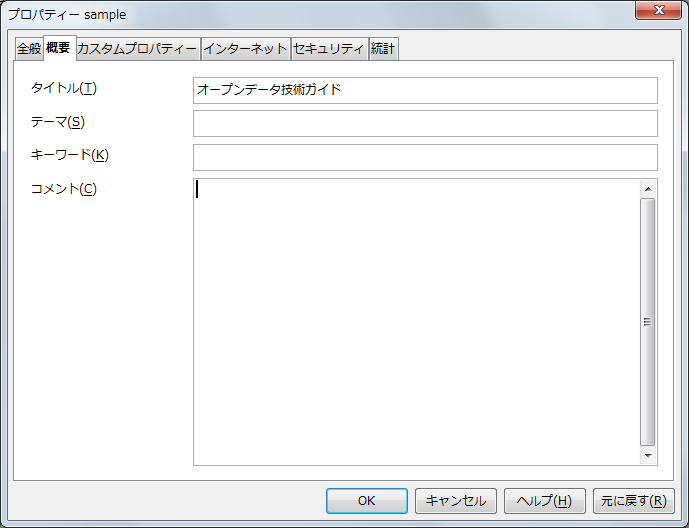 プロパティー sample
全般 概要 カスタムプロパティー インターネット セキュリティ 統計
タイトル(T) オープンデータ技術ガイド
テーマ(S)
キーワード(K)
コメント(C)
OK キャンセル ヘルプ(H) 元に戻す(R)